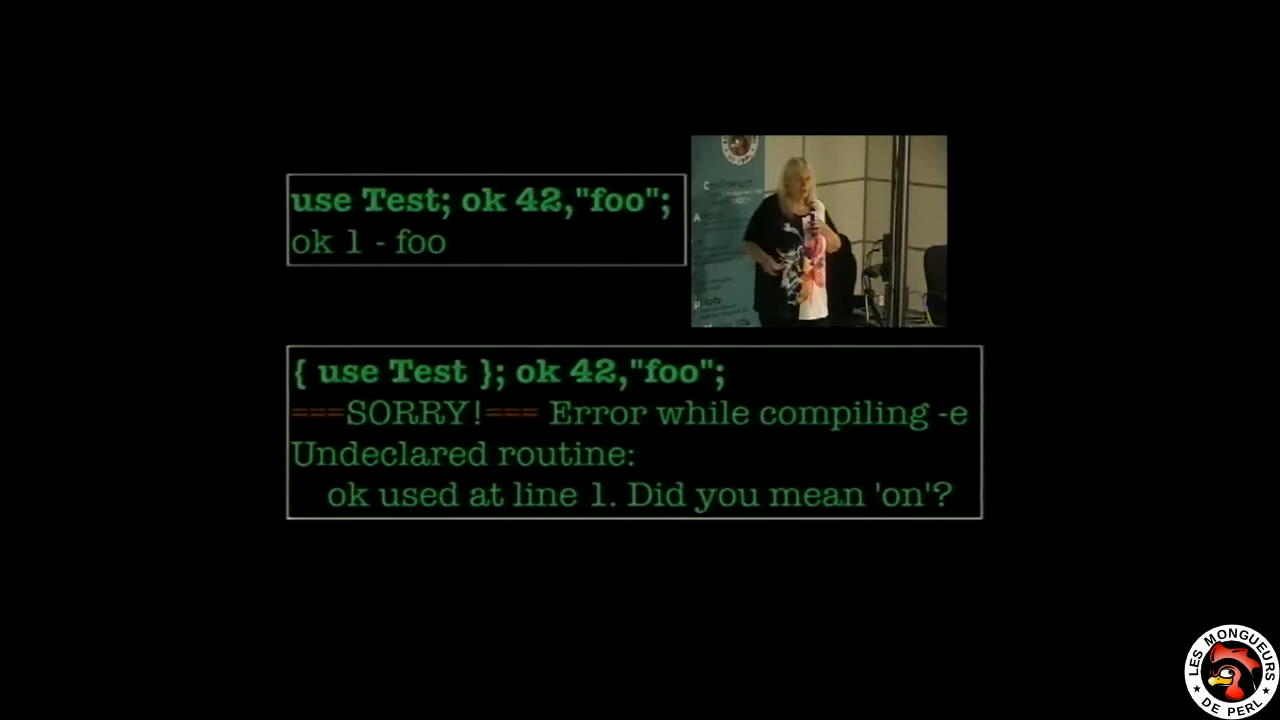 use Test; ok 42,"foo";
ok 1 - foo
{ use Test }; ok 42,"foo";
===SORRY!=== Error while compiling -e
Undeclared routine:
ok used at line 1. Did you mean 'on'?
LES MONGUEURS
DE PERL